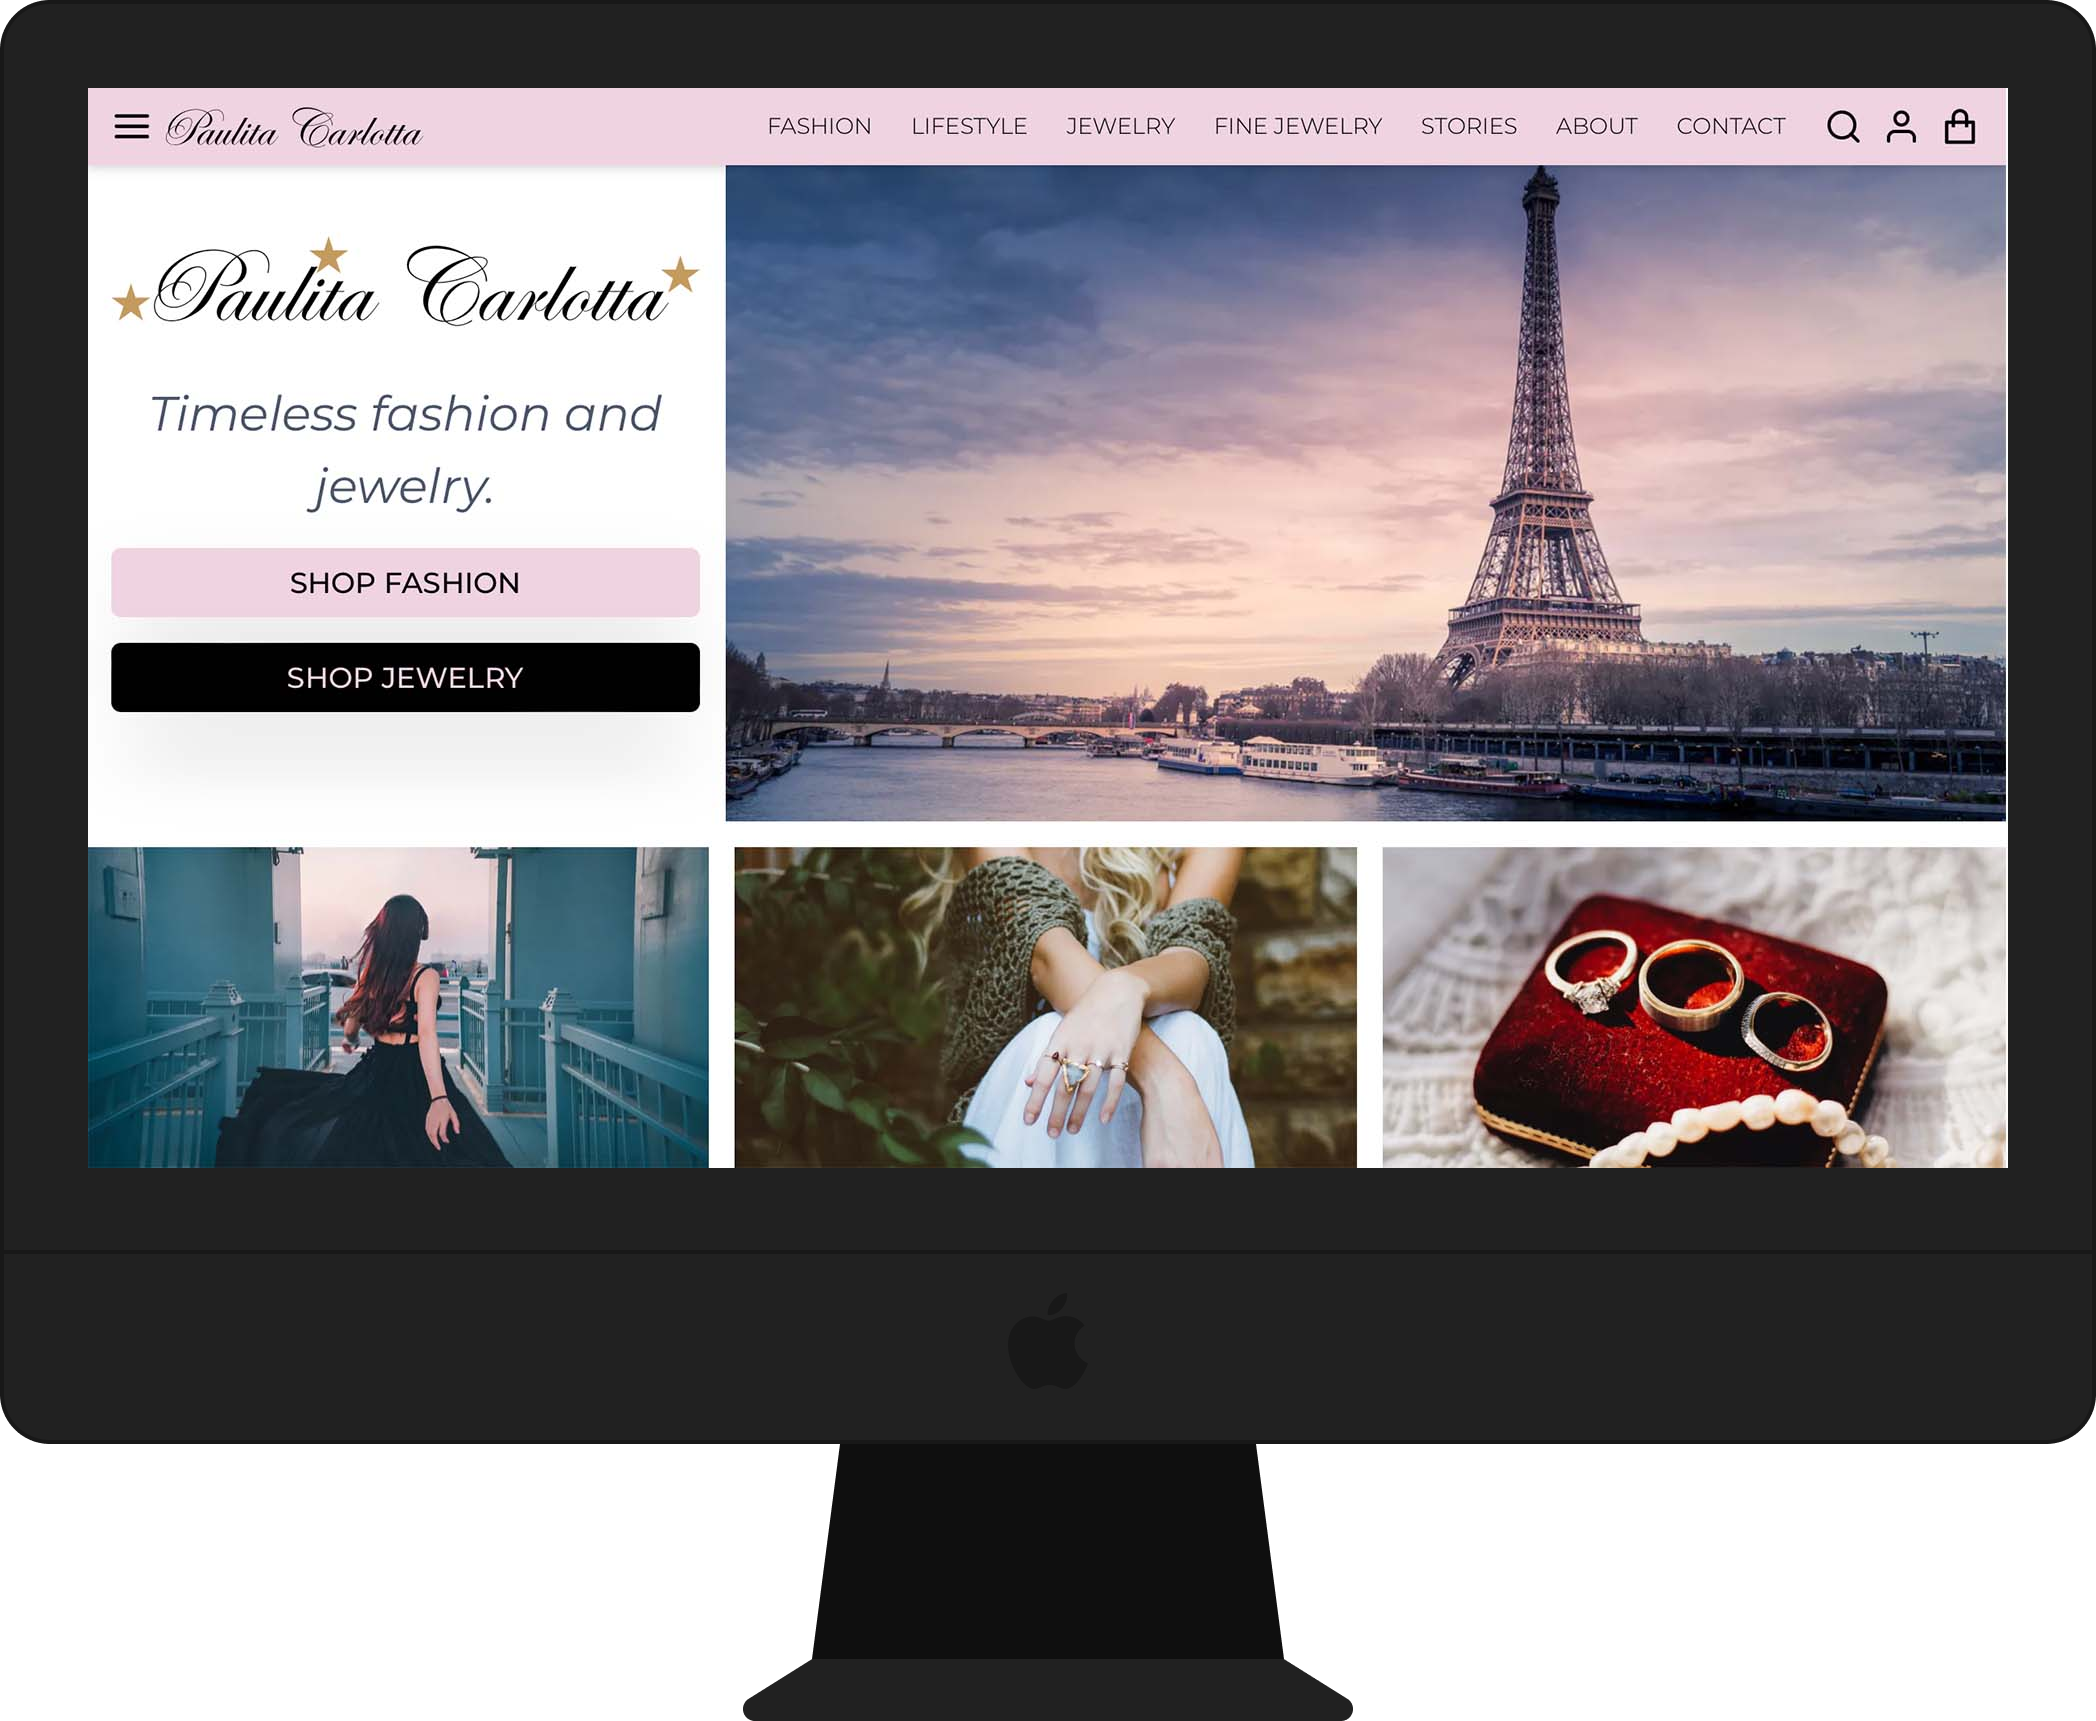 Paulita Carlotta
FASHION LIFESTYLE JEWELRY FINE JEWELRY STORIES ABOUT CONTACT
Paulita Carlotta
Timeless fashion and
jewelry.
SHOP FASHION
SHOP JEWELRY